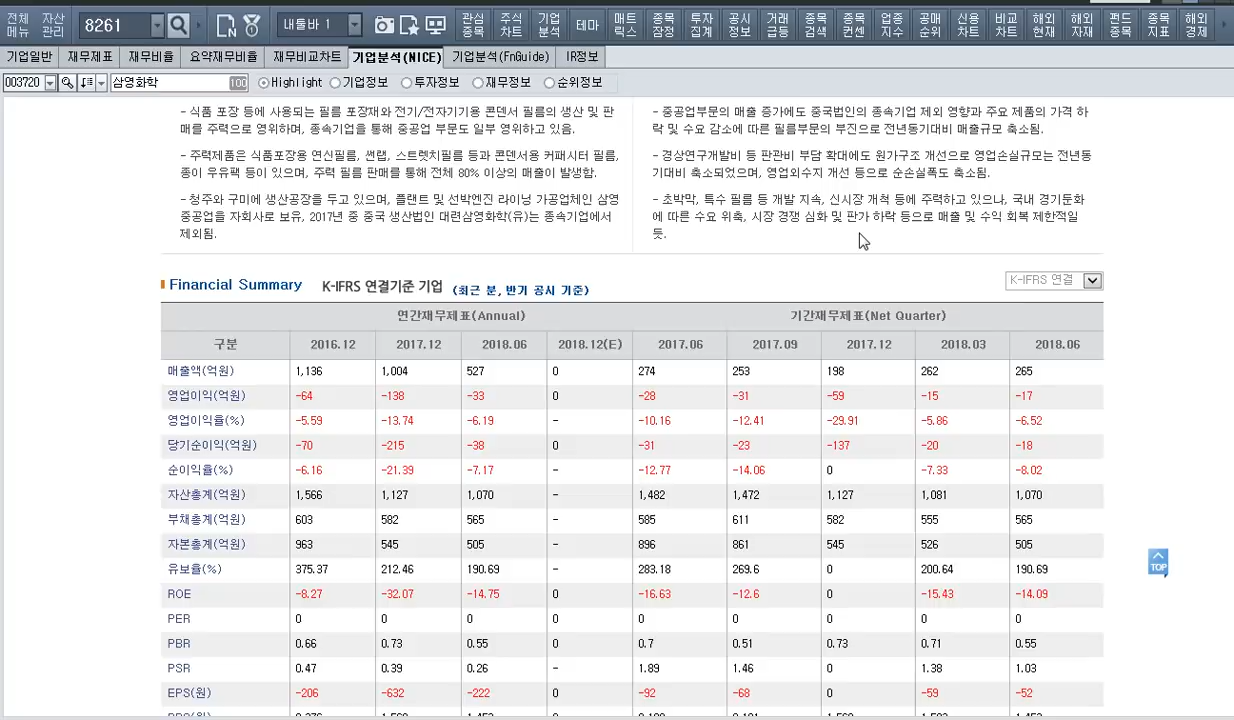 전체 메뉴 자산 관리 8261 내툴바 1 관심 종목 주식 차트 기업 분석 테마 매트 릭스 종목 잠정 투자 집계 공시 정보 거래 급등 종목 검색 종목 컨센 업종 지수 공매 순위 신용 차트 비교 차트 해외 현재 해외 자재 펀드 종목 종목 지표 해외 경제
기업일반 재무제표 재무비율 요약재무비율 재무비교차트 기업분석(NICE) 기업분석(FnGuide) IR정보
003720 삼영화학 100 Highlight 기업정보 투자정보 재무정보 순위정보
- 식품 포장 등에 사용되는 필름 포장재와 전기/전자기기용 콘덴서 필름의 생산 및 판
매를 주력으로 영위하며, 종속기업을 통해 중공업 부문도 일부 영위하고 있음.
- 주력제품은 식품포장용 연신필름, 썬랩, 스트렛치필름 등과 콘덴서용 커패시터 필름,
종이 우유팩 등이 있으며, 주력 필름 판매를 통해 전체 80% 이상의 매출이 발생함.
- 청주와 구미에 생산공장을 두고 있으며, 플랜트 및 선박엔진 라이닝 가공업체인 삼영
중공업을 자회사로 보유, 2017년 중 중국 생산법인 대련삼영화학(유)는 종속기업에서
제외됨.
- 중공업부문의 매출 증가에도 중국법인의 종속기업 제외 영향과 주요 제품의 가격 하
락 및 수요 감소에 따른 필름부문의 부진으로 전년동기대비 매출규모 축소됨.
- 경상연구개발비 등 판관비 부담 확대에도 원가구조 개선으로 영업손실규모는 전년동
기대비 축소되었으며, 영업외수지 개선 등으로 순손실폭도 축소됨.
- 초박막, 특수 필름 등 개발 지속, 신시장 개척 등에 주력하고 있으나, 국내 경기둔화
에 따른 수요 위축, 시장 경쟁 심화 및 판가 하락 등으로 매출 및 수익 회복 제한적일
듯.
Financial Summary K-IFRS 연결기준 기업 (최근 분, 반기 공시 기준) K-IFRS 연결
연간재무제표(Annual) 기간재무제표(Net Quarter)
구분 2016.12 2017.12 2018.06 2018.12(E) 2017.06 2017.09 2017.12 2018.03 2018.06
매출액(억원) 1,136 1,004 527 0 274 253 198 262 265
영업이익(억원) -64 -138 -33 0 -28 -31 -59 -15 -17
영업이익률(%) -5.59 -13.74 -6.19 - -10.16 -12.41 -29.91 -5.86 -6.52
당기순이익(억원) -70 -215 -38 0 -31 -23 -137 -20 -18
순이익률(%) -6.16 -21.39 -7.17 - -12.77 -14.06 0 -7.33 -8.02
자산총계(억원) 1,566 1,127 1,070 - 1,482 1,472 1,127 1,081 1,070
부채총계(억원) 603 582 565 - 585 611 582 555 565
자본총계(억원) 963 545 505 - 896 861 545 526 505
유보율(%) 375.37 212.46 190.69 - 283.18 269.6 0 200.64 190.69
ROE -8.27 -32.07 -14.75 - -16.63 -12.6 0 -15.43 -14.09
PER 0 0 0 0 0 0 0 0 0
PBR 0.66 0.73 0.55 0 0.7 0.51 0.73 0.71 0.55
PSR 0.47 0.39 0.26 - 1.89 1.46 0 1.38 1.03
EPS(원) -206 -632 -222 0 -92 -68 0 -59 -52
TOP